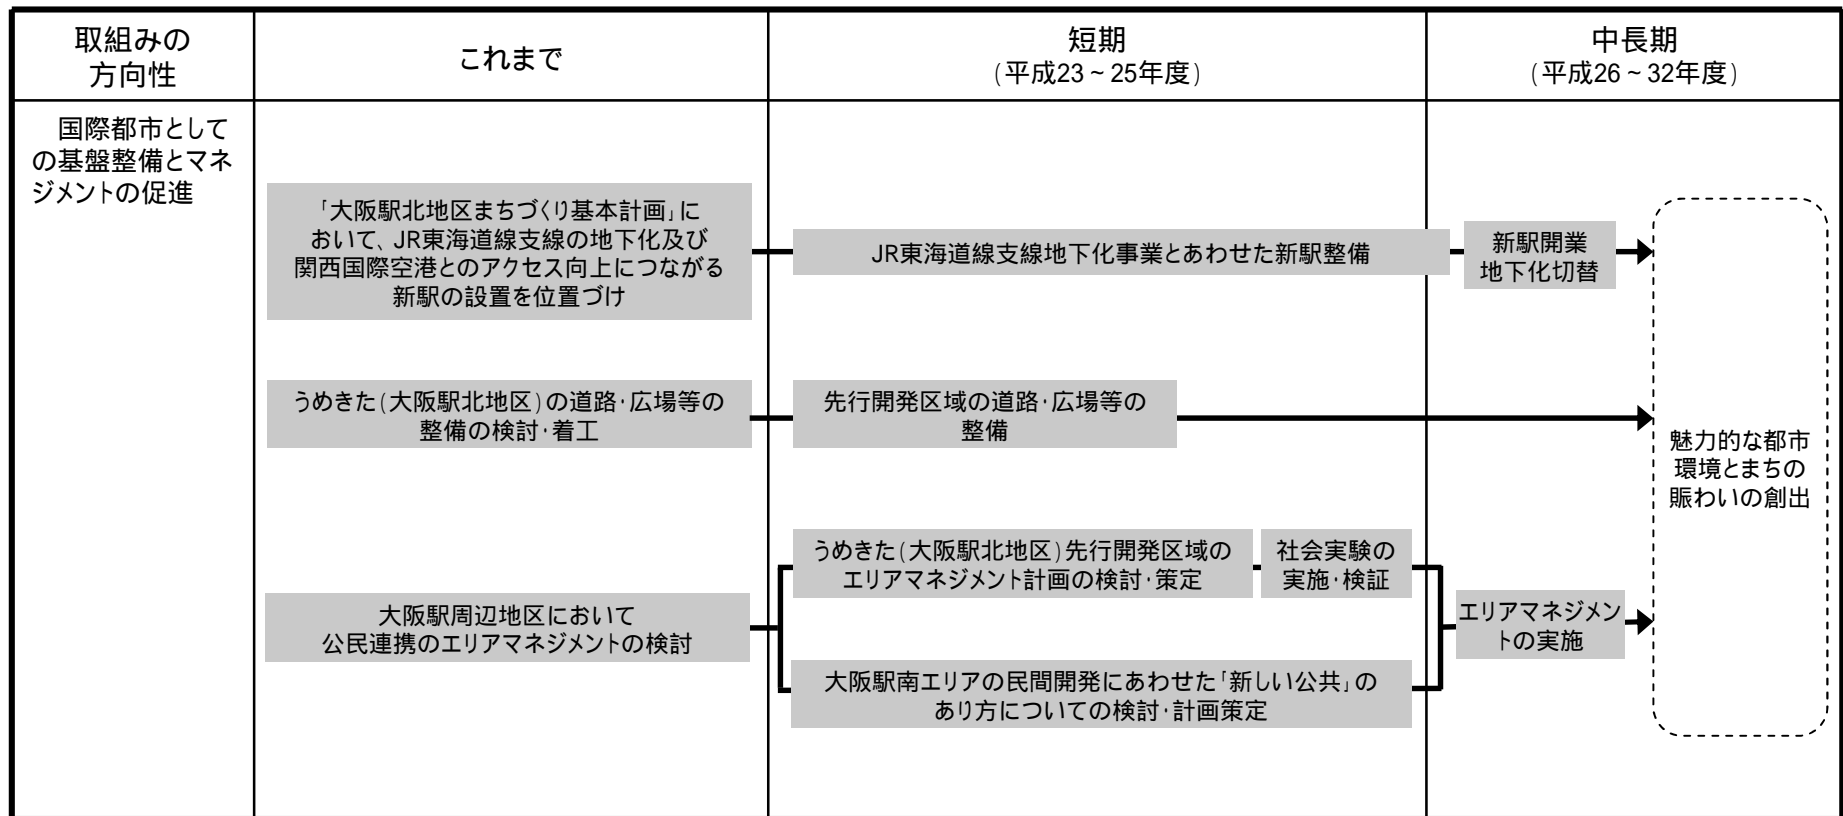 取組みの
方向性
これまで
短期
(平成23~25年度)
中長期
(平成26~32年度)
国際都市として
の基盤整備とマネ
ジメントの促進
「大阪駅北地区まちづくり基本計画」に
おいて、JR東海道線支線の地下化及び
関西国際空港とのアクセス向上につながる
新駅の設置を位置づけ
JR東海道線支線地下化事業とあわせた新駅整備
新駅開業
地下化切替
うめきた(大阪駅北地区)の道路・広場等の
整備の検討・着工
先行開発区域の道路・広場等の
整備
大阪駅周辺地区において
公民連携のエリアマネジメントの検討
うめきた(大阪駅北地区)先行開発区域の
エリアマネジメント計画の検討・策定
社会実験の
実施・検証
大阪駅南エリアの民間開発にあわせた「新しい公共」の
あり方についての検討・計画策定
エリアマネジメン
トの実施
魅力的な都市
環境とまちの
賑わいの創出